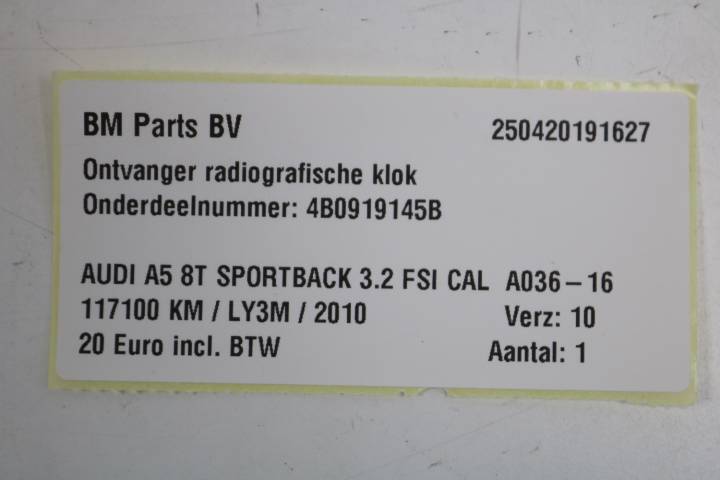 BM Parts BV 250420191627
Ontvanger radiografische klok
Onderdeelnummer: 4B0919145B
AUDI A5 8T SPORTBACK 3.2 FSI CAL A036-16
117100 KM / LY3M / 2010 Verz: 10
20 Euro incl. BTW Aantal: 1